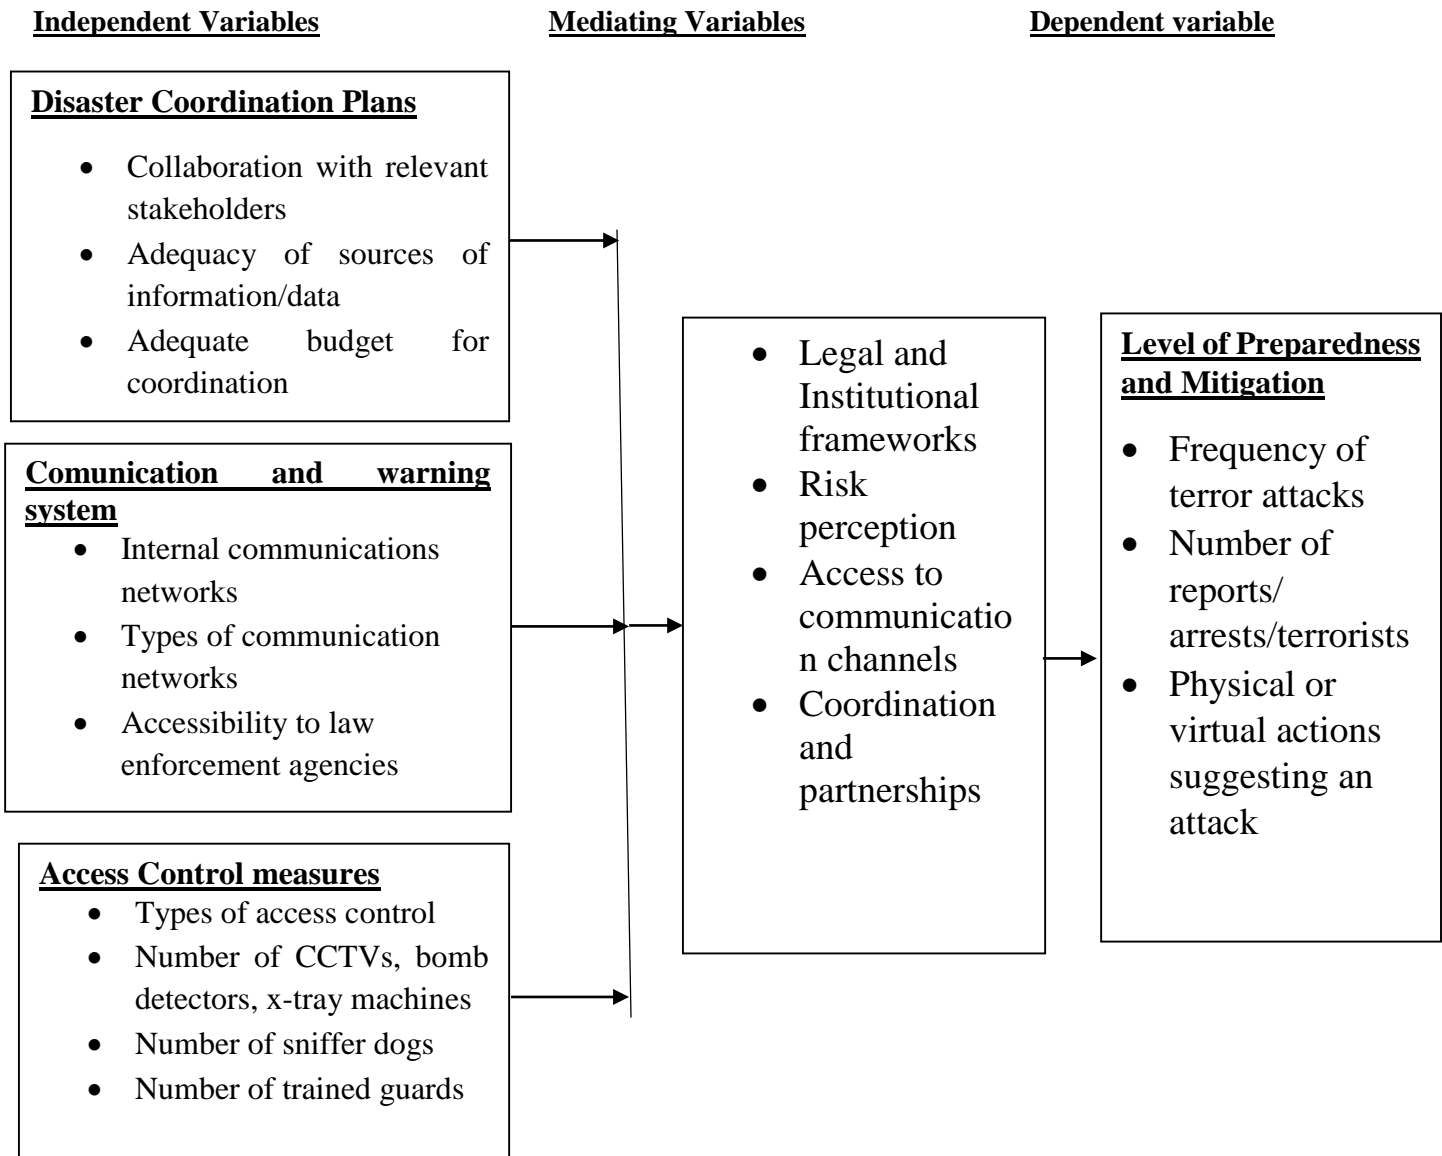 Independent Variables
Mediating Variables
Dependent variable
Disaster Coordination Plans
• Collaboration with relevant
stakeholders
• Adequacy of sources of
information/data
• Adequate budget for
coordination
Comunication and warning
system
• Internal communications
networks
• Types of communication
networks
• Accessibility to law
enforcement agencies
Access Control measures
• Types of access control
• Number of CCTVs, bomb
detectors, x-tray machines
• Number of sniffer dogs
• Number of trained guards
• Legal and
Institutional
frameworks
• Risk
perception
• Access to
communicatio
n channels
• Coordination
and
partnerships
Level of Preparedness
and Mitigation
• Frequency of
terror attacks
• Number of
reports/
arrests/terrorists
• Physical or
virtual actions
suggesting an
attack